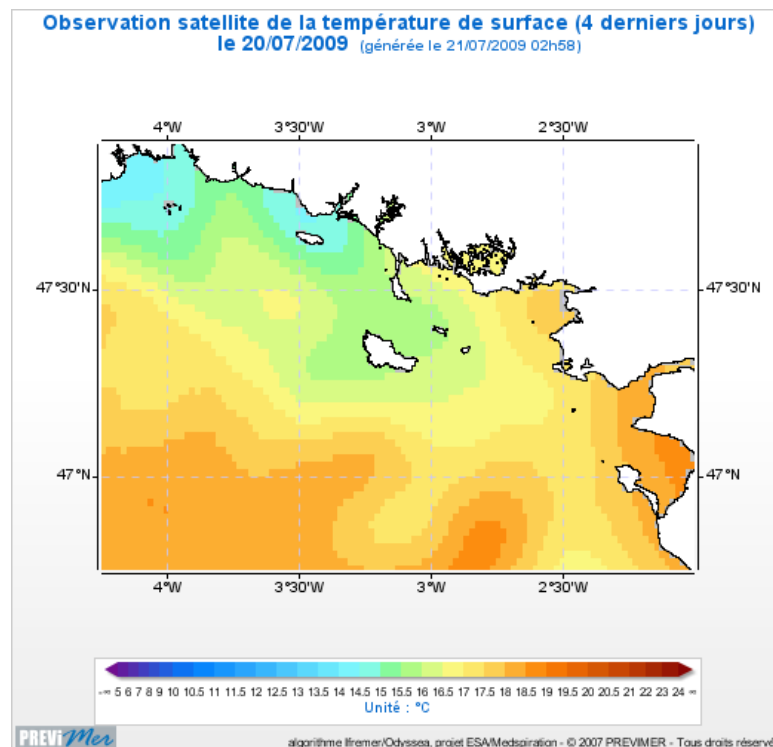 Observation satellite de la température de surface (4 derniers jours)
le 20/07/2009 (générée le 21/07/2009 02h58)
4°W 3°30'W 3°W 2°30'W
47°30'N 47°30'N
47°N 47°N
4°W 3°30'W 3°W 2°30'W
-∞ 5 6 7 8 9 10 10.5 11 11.5 12 12.5 13 13.5 14 14.5 15 15.5 16 16.5 17 17.5 18 18.5 19 19.5 20 20.5 21 22 23 24 ∞
Unité : °C
PREViMer algorithme Ifremer/Odyssea, projet ESA/Medspiration - © 2007 PREVIMER - Tous droits réservé